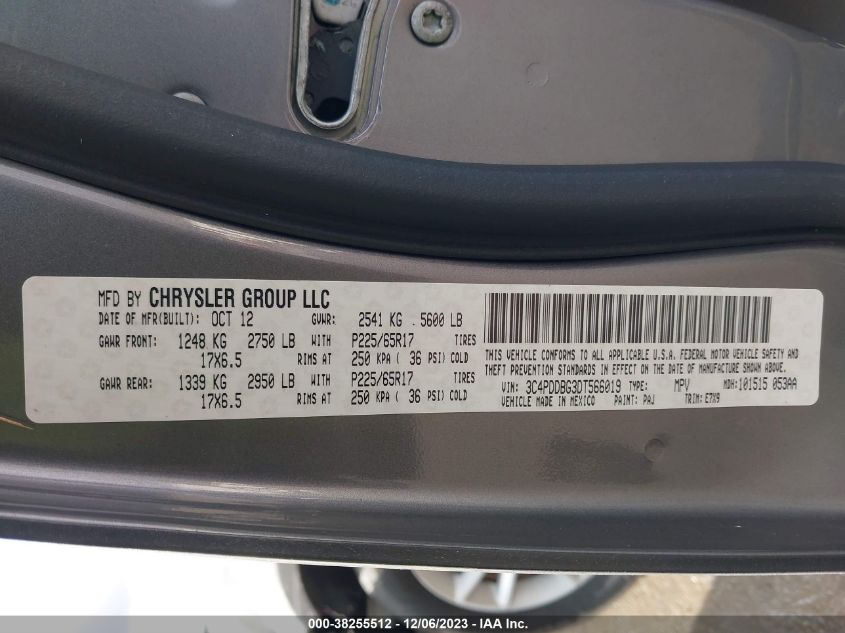 MFD BY CHRYSLER GROUP LLC
DATE OF MFR(BUILT): OCT 12 GVWR: 2541 KG . 5600 LB
GAWR FRONT: 1248 KG 2750 LB WITH P225/65R17 TIRES
17X6.5 RIMS AT 250 KPA ( 36 PSI) COLD
GAWR REAR: 1339 KG 2950 LB WITH P225/65R17 TIRES
17X6.5 RIMS AT 250 KPA ( 36 PSI) COLD
THIS VEHICLE CONFORMS TO ALL APPLICABLE U.S.A. FEDERAL MOTOR VEHICLE SAFETY AND
THEFT PREVENTION STANDARDS IN EFFECT ON THE DATE OF MANUFACTURE SHOWN ABOVE.
VIN: 3C4PDDBG3DT566019 TYPE: MPV MDH:101515 053AA
VEHICLE MADE IN MEXICO PAINT: PAJ TRIM: E7X9
000-38255512 - 12/06/2023 - IAA Inc.